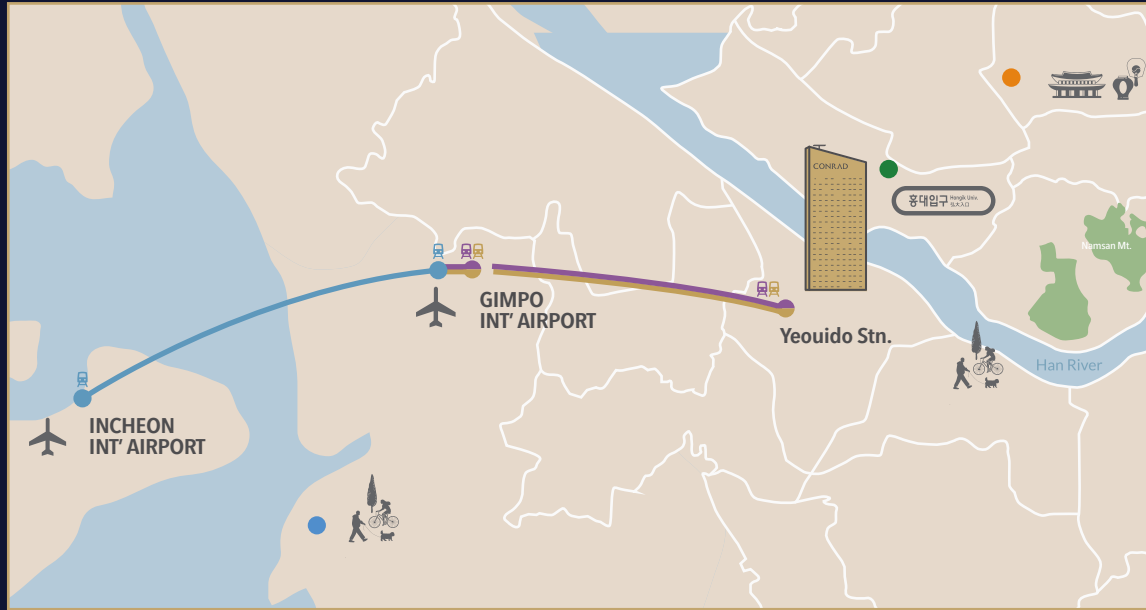 CONRAD
홍대입구 Hongik Univ.
弘大入口
Namsan Mt.
GIMPO
INT' AIRPORT
Yeouido Stn.
Han River
INCHEON
INT' AIRPORT